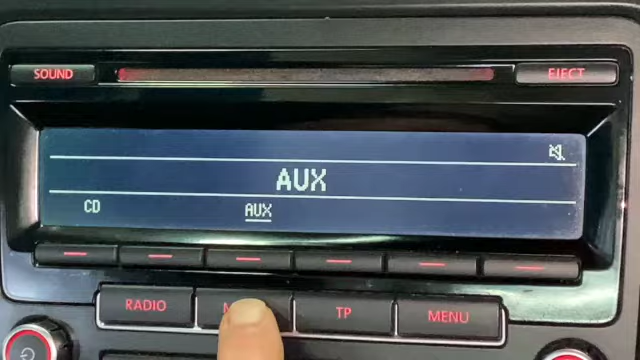 SOUND
EJECT
AUX
CD AUX
RADIO
TP
MENU